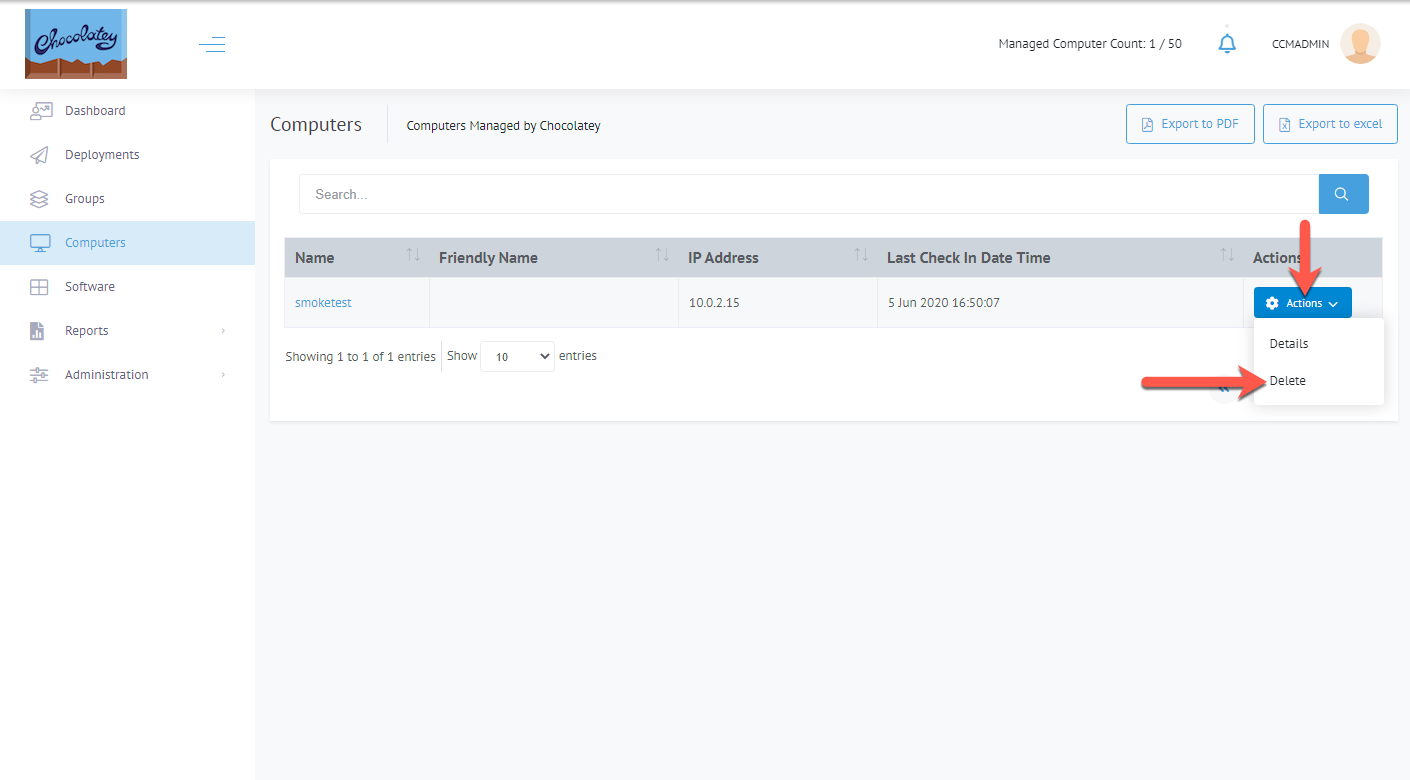 Chocolatey
Managed Computer Count: 1 / 50
CCMADMIN
Dashboard
Deployments
Groups
Computers
Software
Reports
Administration
Computers
Computers Managed by Chocolatey
Export to PDF
Export to excel
Search...
Name Friendly Name IP Address Last Check In Date Time Actions
smoketest 10.0.2.15 5 Jun 2020 16:50:07 Actions
Details
Delete
Showing 1 to 1 of 1 entries Show 10 entries